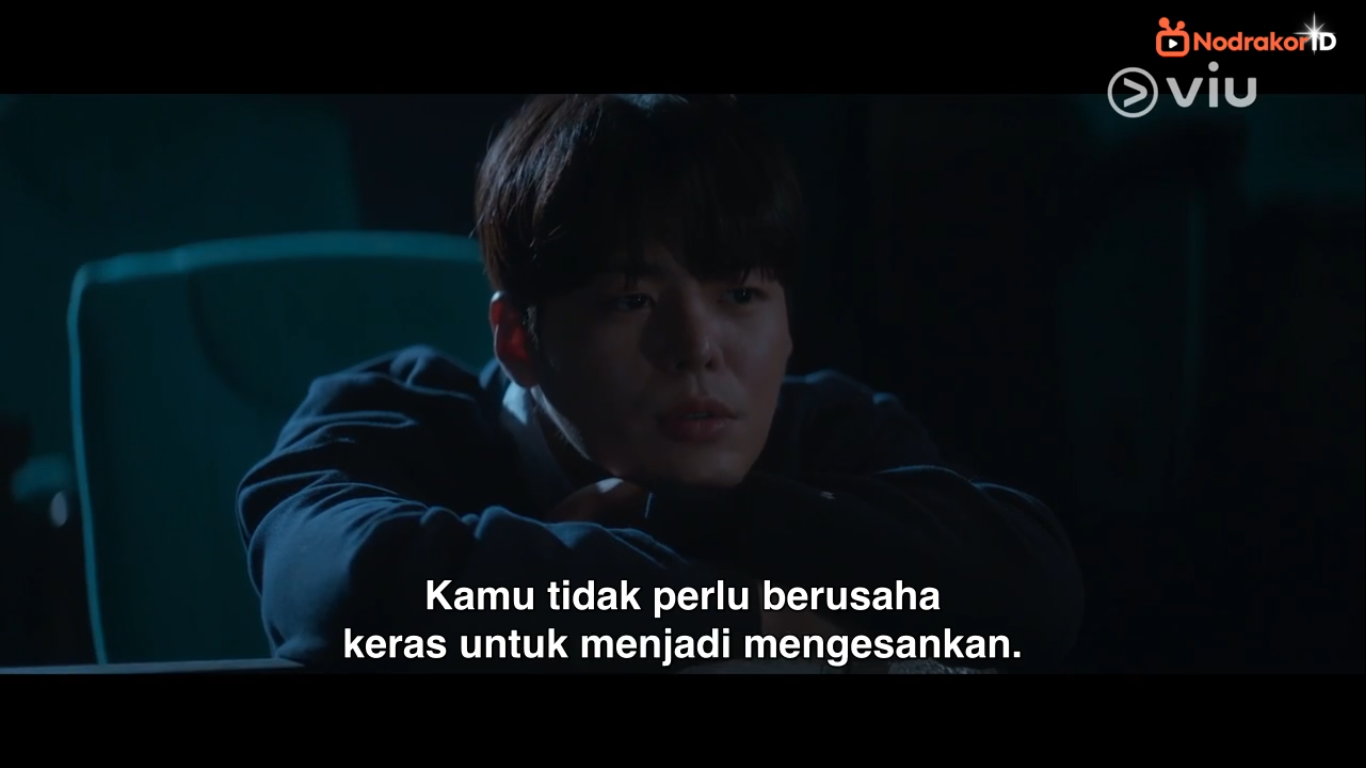 NodrakorID
viu
Kamu tidak perlu berusaha
keras untuk menjadi mengesankan.